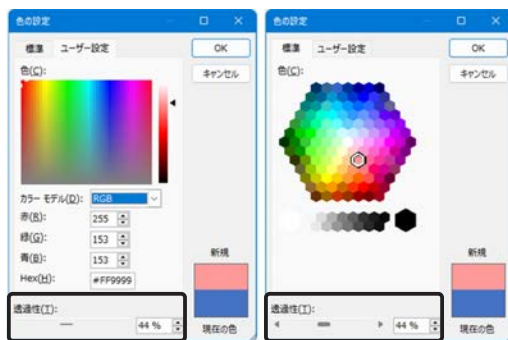 色の設定
標準 ユーザー設定
OK
キャンセル
色(C):
カラー モデル(D): RGB
赤(R): 255
緑(G): 153
青(B): 153
Hex(H): #FF9999
新規
現在の色
透過性(T):
44 %
色の設定
標準 ユーザー設定
OK
キャンセル
色(C):
新規
現在の色
透過性(T):
44 %